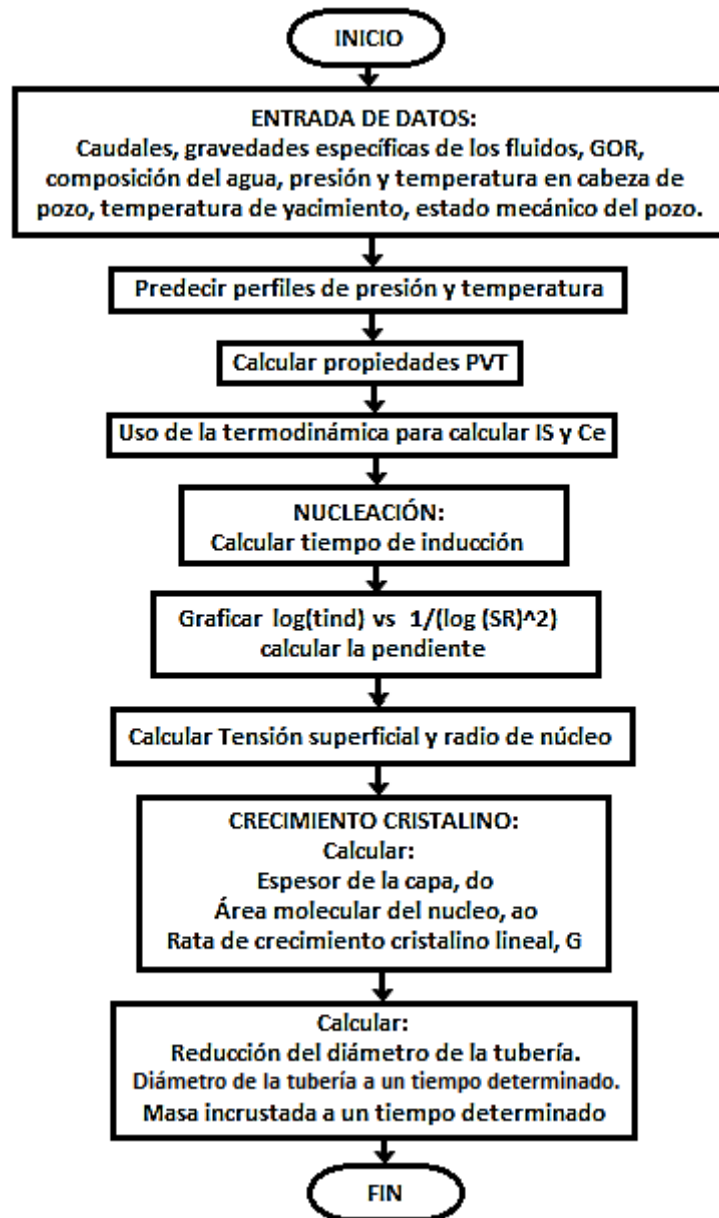 INICIO
ENTRADA DE DATOS:
Caudales, gravedades específicas de los fluidos, GOR,
composición del agua, presión y temperatura en cabeza de
pozo, temperatura de yacimiento, estado mecánico del pozo.
Predecir perfiles de presión y temperatura
Calcular propiedades PVT
Uso de la termodinámica para calcular IS y Ce
NUCLEACIÓN:
Calcular tiempo de inducción
Graficar log(tind) vs 1/(log (SR)^2)
calcular la pendiente
Calcular Tensión superficial y radio de núcleo
CRECIMIENTO CRISTALINO:
Calcular:
Espesor de la capa, do
Área molecular del nucleo, ao
Rata de crecimiento cristalino lineal, G
Calcular:
Reducción del diámetro de la tubería.
Diámetro de la tubería a un tiempo determinado.
Masa incrustada a un tiempo determinado
FIN